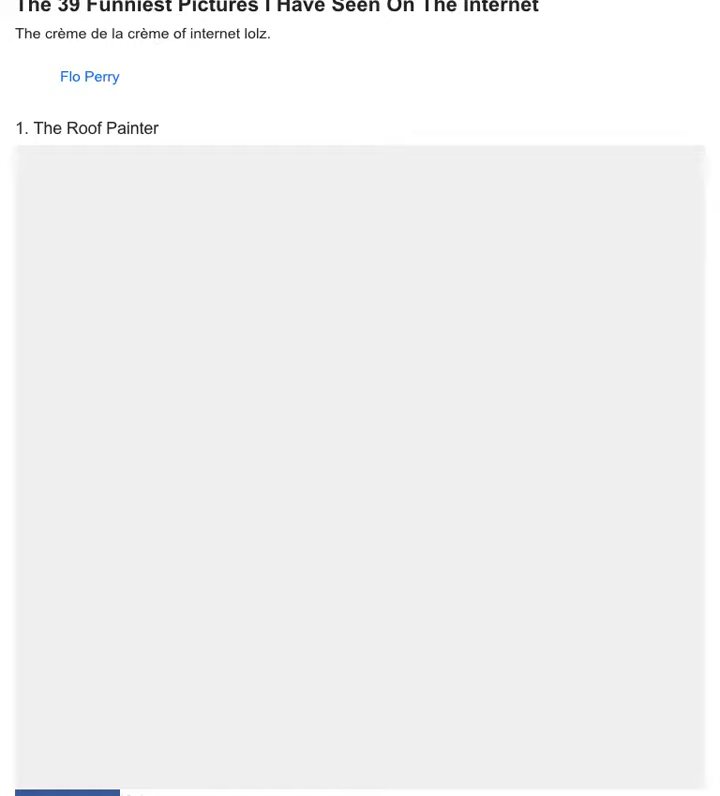 The 39 Funniest Pictures I Have Seen On The Internet
The crème de la crème of internet lolz.
Flo Perry
1. The Roof Painter